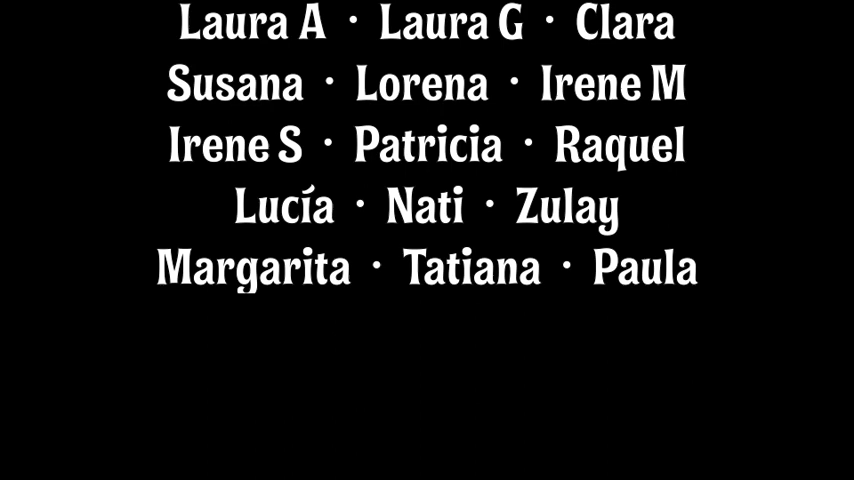 Laura A · Laura G · Clara
Susana · Lorena · Irene M
Irene S · Patricia · Raquel
Lucía · Nati · Zulay
Margarita · Tatiana · Paula